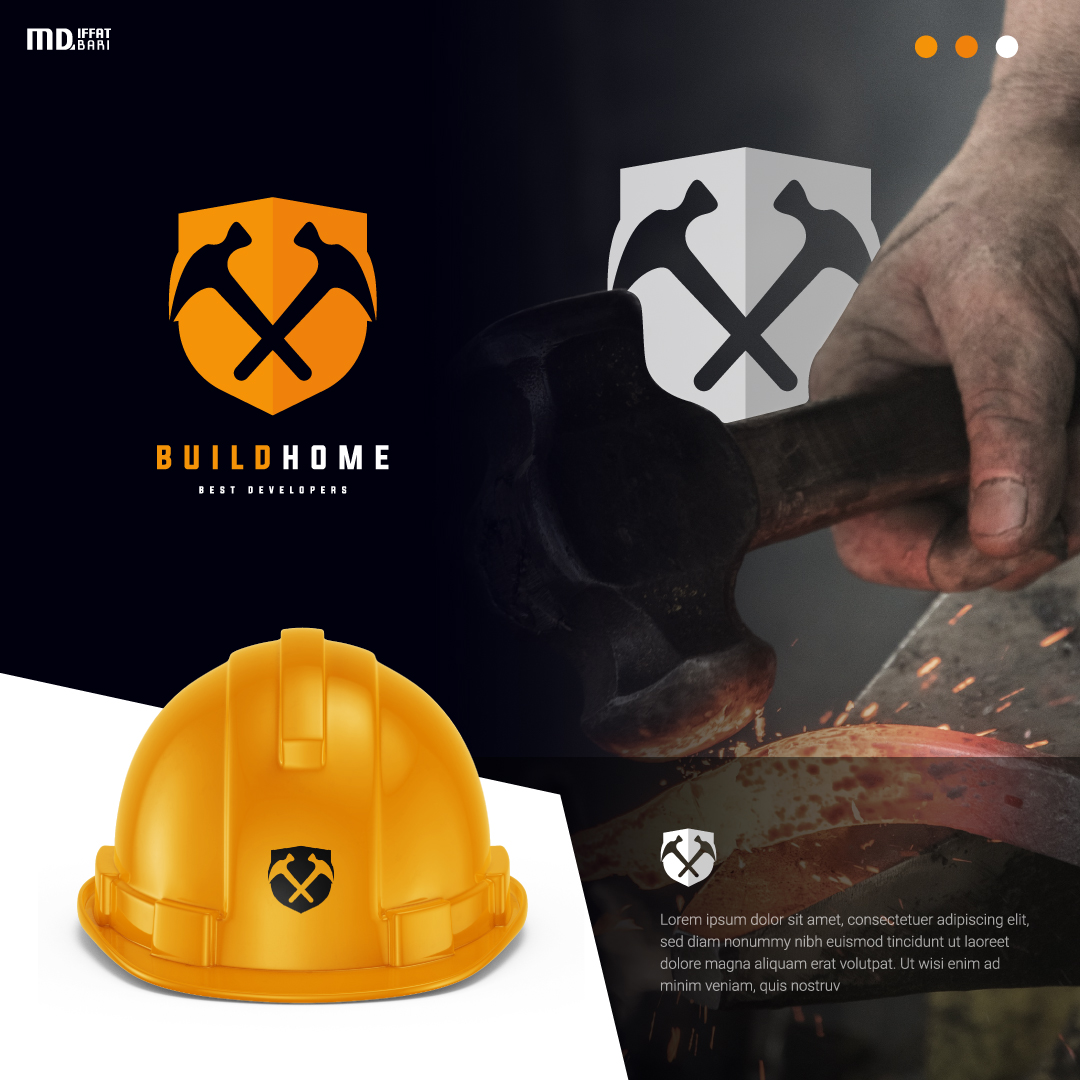 MD. IFFAT
BARI
BUILDHOME
BEST DEVELOPERS
Lorem ipsum dolor sit amet, consectetuer adipiscing elit,
sed diam nonummy nibh euismod tincidunt ut laoreet
dolore magna aliquam erat volutpat. Ut wisi enim ad
minim veniam, quis nostruv